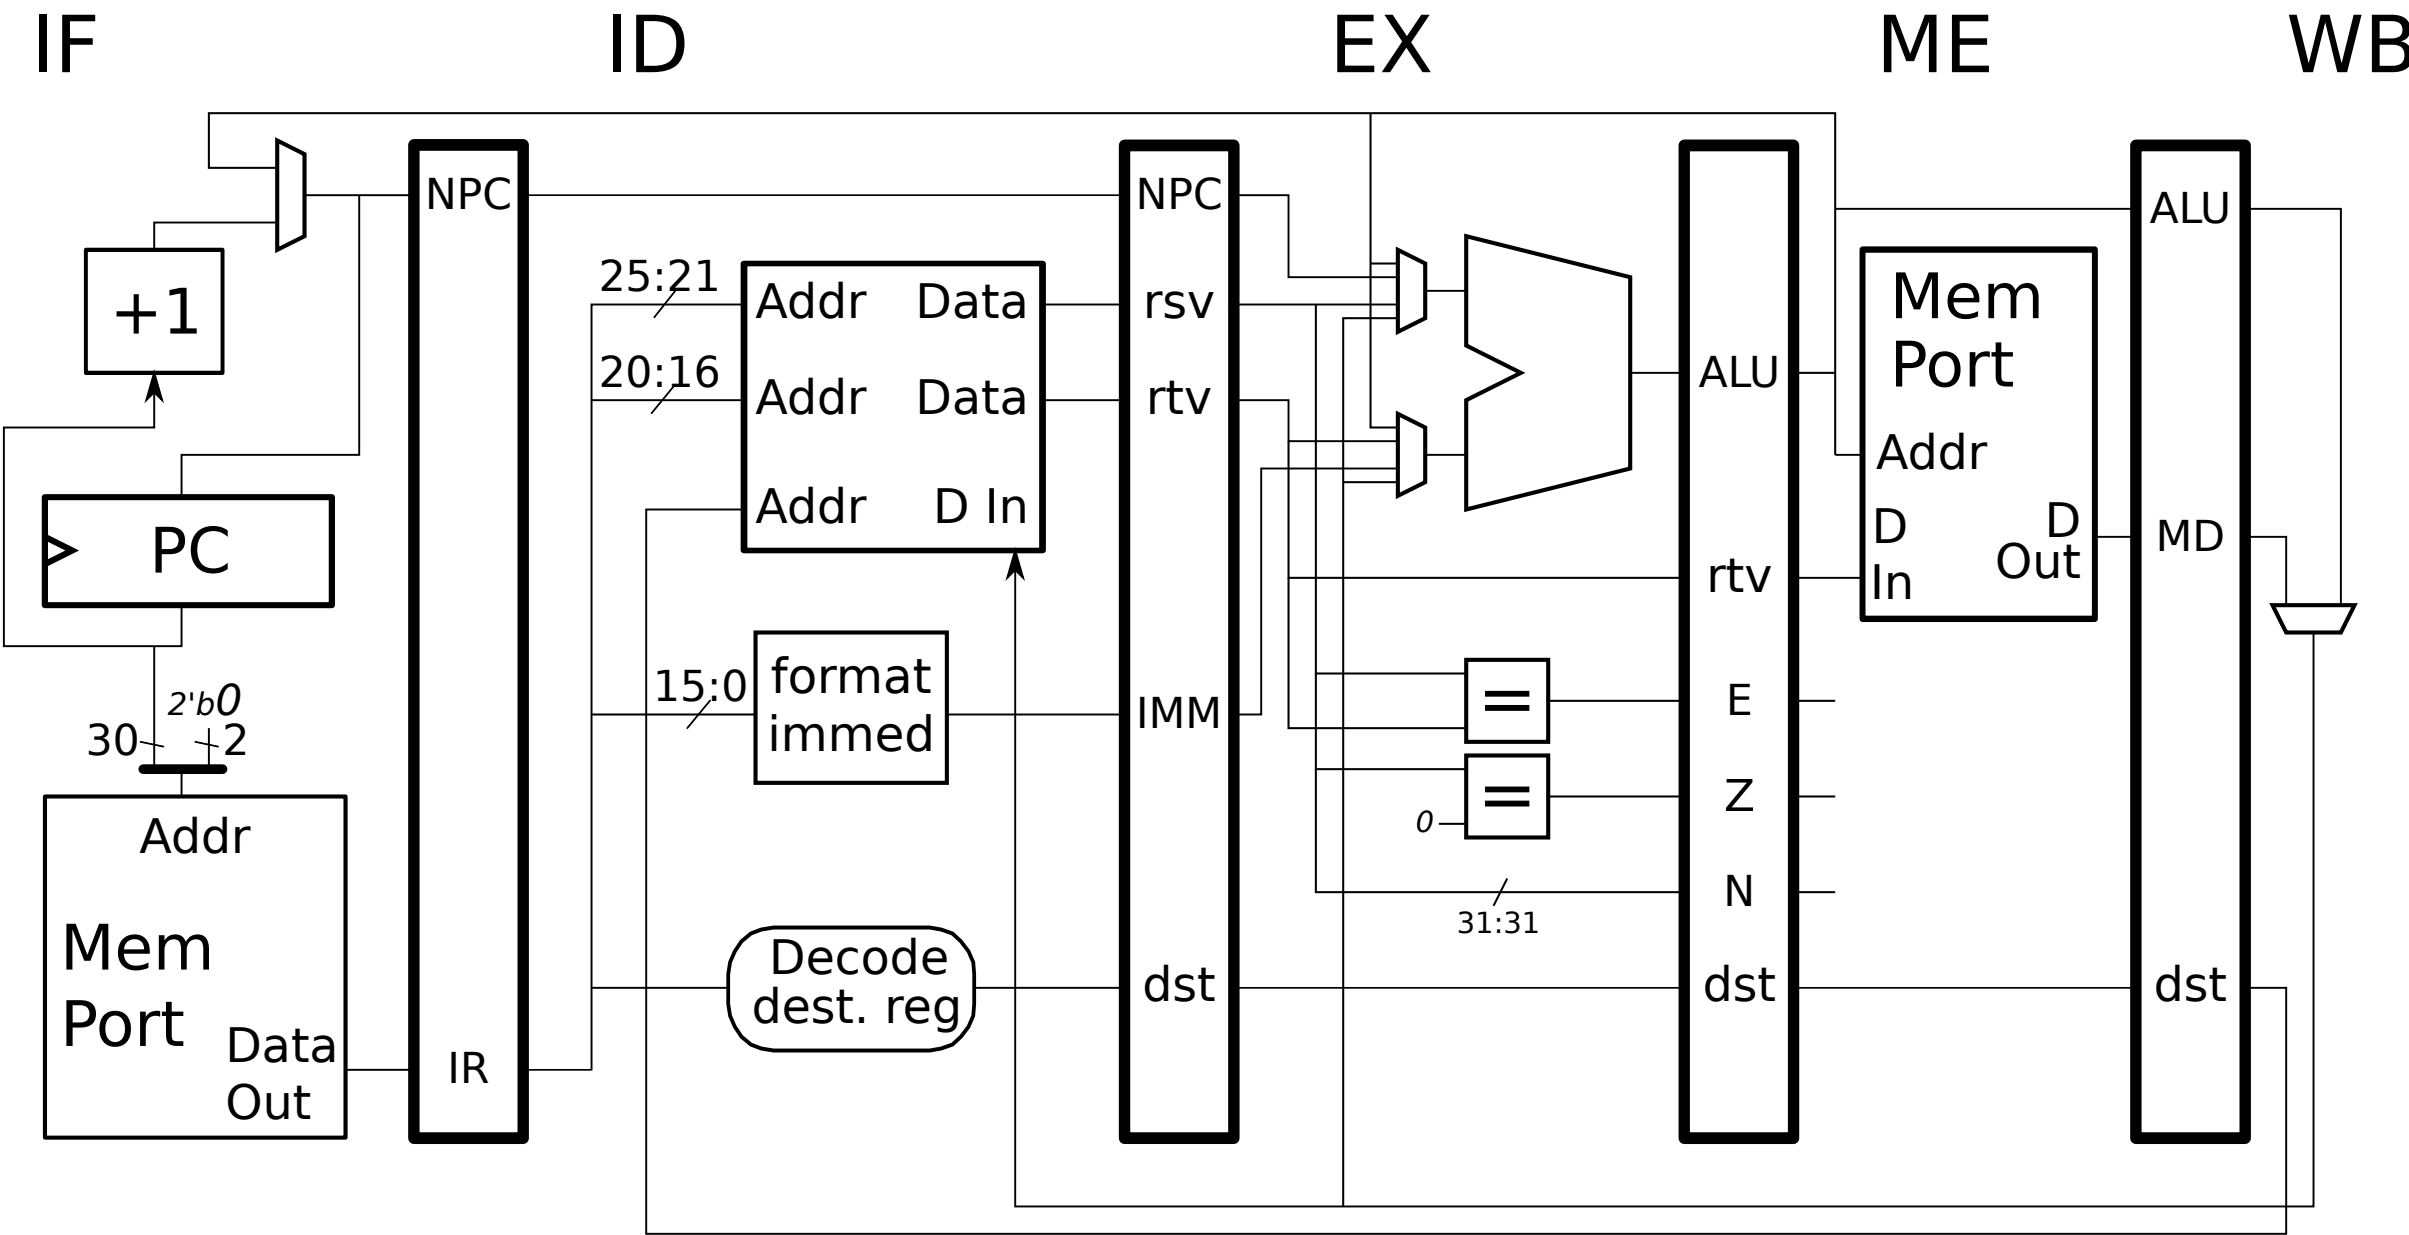 IF
ID
EX
ME
WB
+1
PC
2'b0
30
2
Addr
Mem
Port
Data
Out
NPC
IR
25:21
20:16
15:0
Addr
Data
Addr
Data
Addr
D In
format
immed
Decode
dest. reg
NPC
rsv
rtv
IMM
dst
=
=
0
31:31
ALU
rtv
E
Z
N
dst
Mem
Port
Addr
D
In
D
Out
ALU
MD
dst